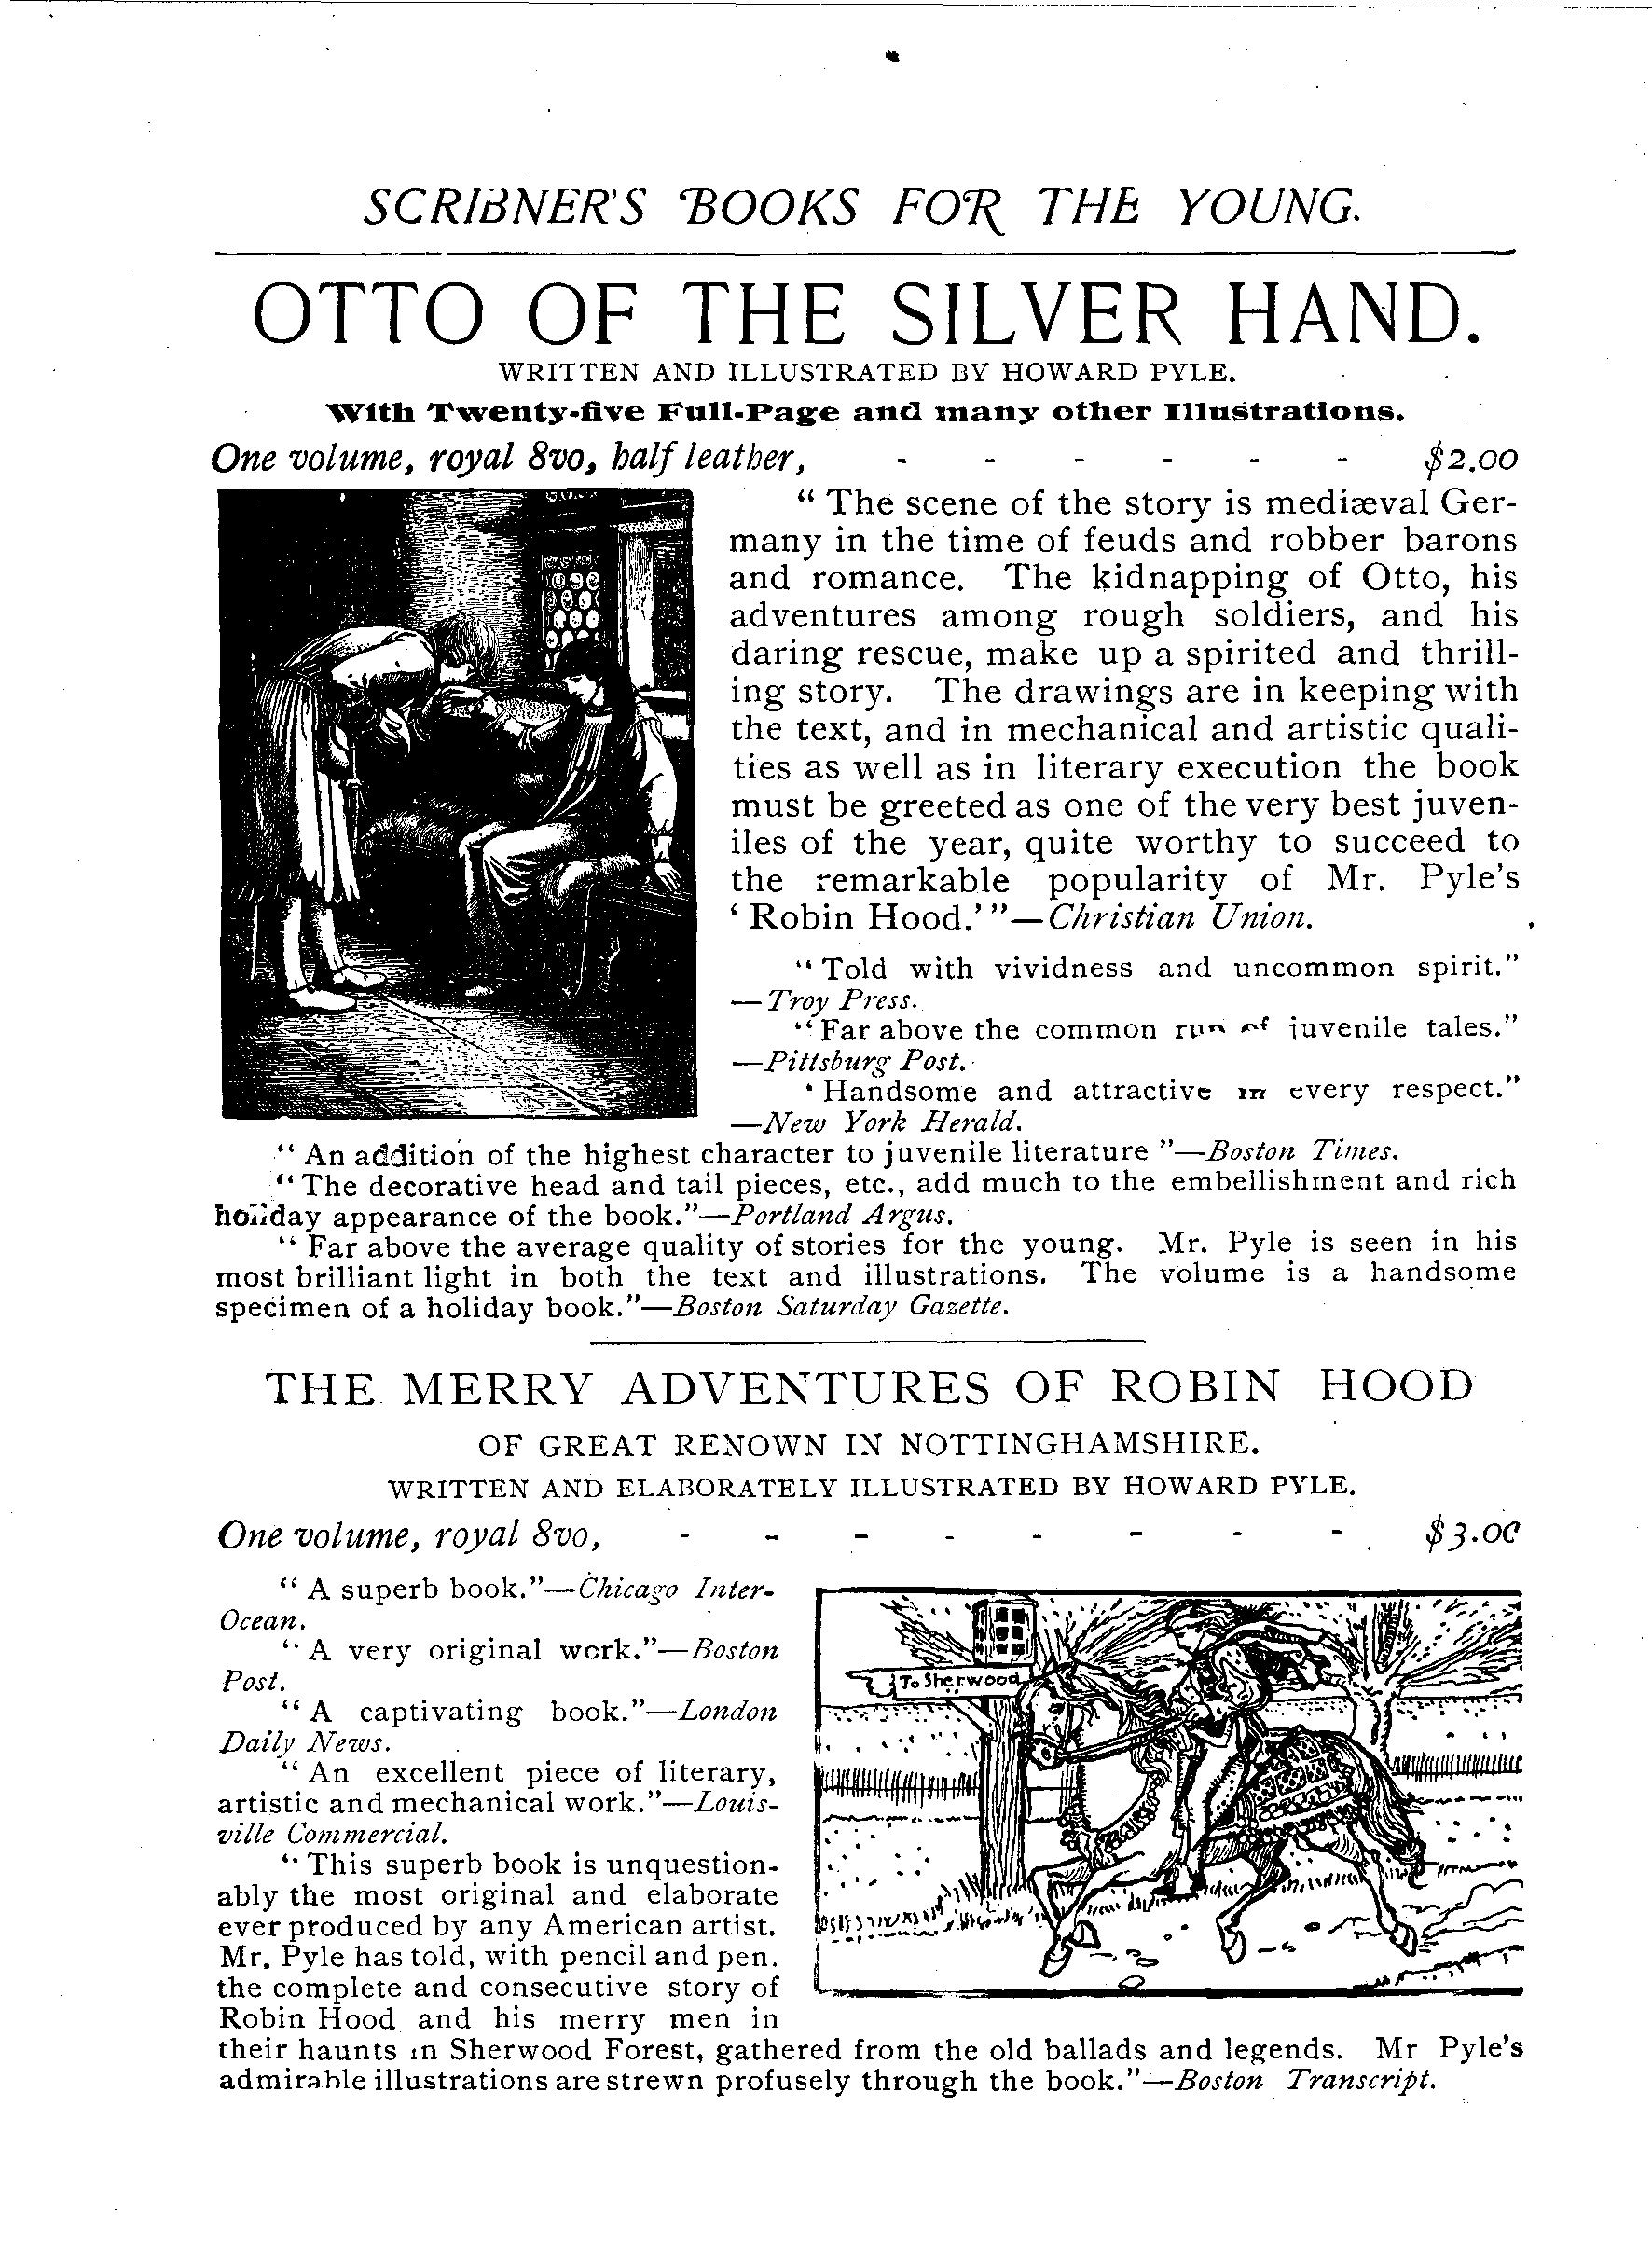 SCRIBNER'S BOOKS FOR THE YOUNG.
OTTO OF THE SILVER HAND.
WRITTEN AND ILLUSTRATED BY HOWARD PYLE.
With Twenty-five Full-Page and many other Illustrations.
One volume, royal 8vo, half leather, - - - - - - $2.00
“ The scene of the story is mediæval Ger-
many in the time of feuds and robber barons
and romance. The kidnapping of Otto, his
adventures among rough soldiers, and his
daring rescue, make up a spirited and thrill-
ing story. The drawings are in keeping with
the text, and in mechanical and artistic quali-
ties as well as in literary execution the book
must be greeted as one of the very best juven-
iles of the year, quite worthy to succeed to
the remarkable popularity of Mr. Pyle's
‘ Robin Hood.’ ”—Christian Union.
“ Told with vividness and uncommon spirit.”
—Troy Press.
“ Far above the common run of juvenile tales.”
—Pittsburg Post.
‘ Handsome and attractive in every respect.”
—New York Herald.
“ An addition of the highest character to juvenile literature ”—Boston Times.
“ The decorative head and tail pieces, etc., add much to the embellishment and rich
holiday appearance of the book.”—Portland Argus.
“ Far above the average quality of stories for the young. Mr. Pyle is seen in his
most brilliant light in both the text and illustrations. The volume is a handsome
specimen of a holiday book.”—Boston Saturday Gazette.
THE MERRY ADVENTURES OF ROBIN HOOD
OF GREAT RENOWN IN NOTTINGHAMSHIRE.
WRITTEN AND ELABORATELY ILLUSTRATED BY HOWARD PYLE.
One volume, royal 8vo, - - - - - - - - $3.00
“ A superb book.”—Chicago Inter-
Ocean.
“ A very original work.”—Boston
Post.
“ A captivating book.”—London
Daily News.
“ An excellent piece of literary,
artistic and mechanical work.”—Louis-
ville Commercial.
“ This superb book is unquestion-
ably the most original and elaborate
ever produced by any American artist.
Mr. Pyle has told, with pencil and pen.
the complete and consecutive story of
Robin Hood and his merry men in
their haunts in Sherwood Forest, gathered from the old ballads and legends. Mr Pyle's
admirable illustrations are strewn profusely through the book.”—Boston Transcript.
To Sherwood